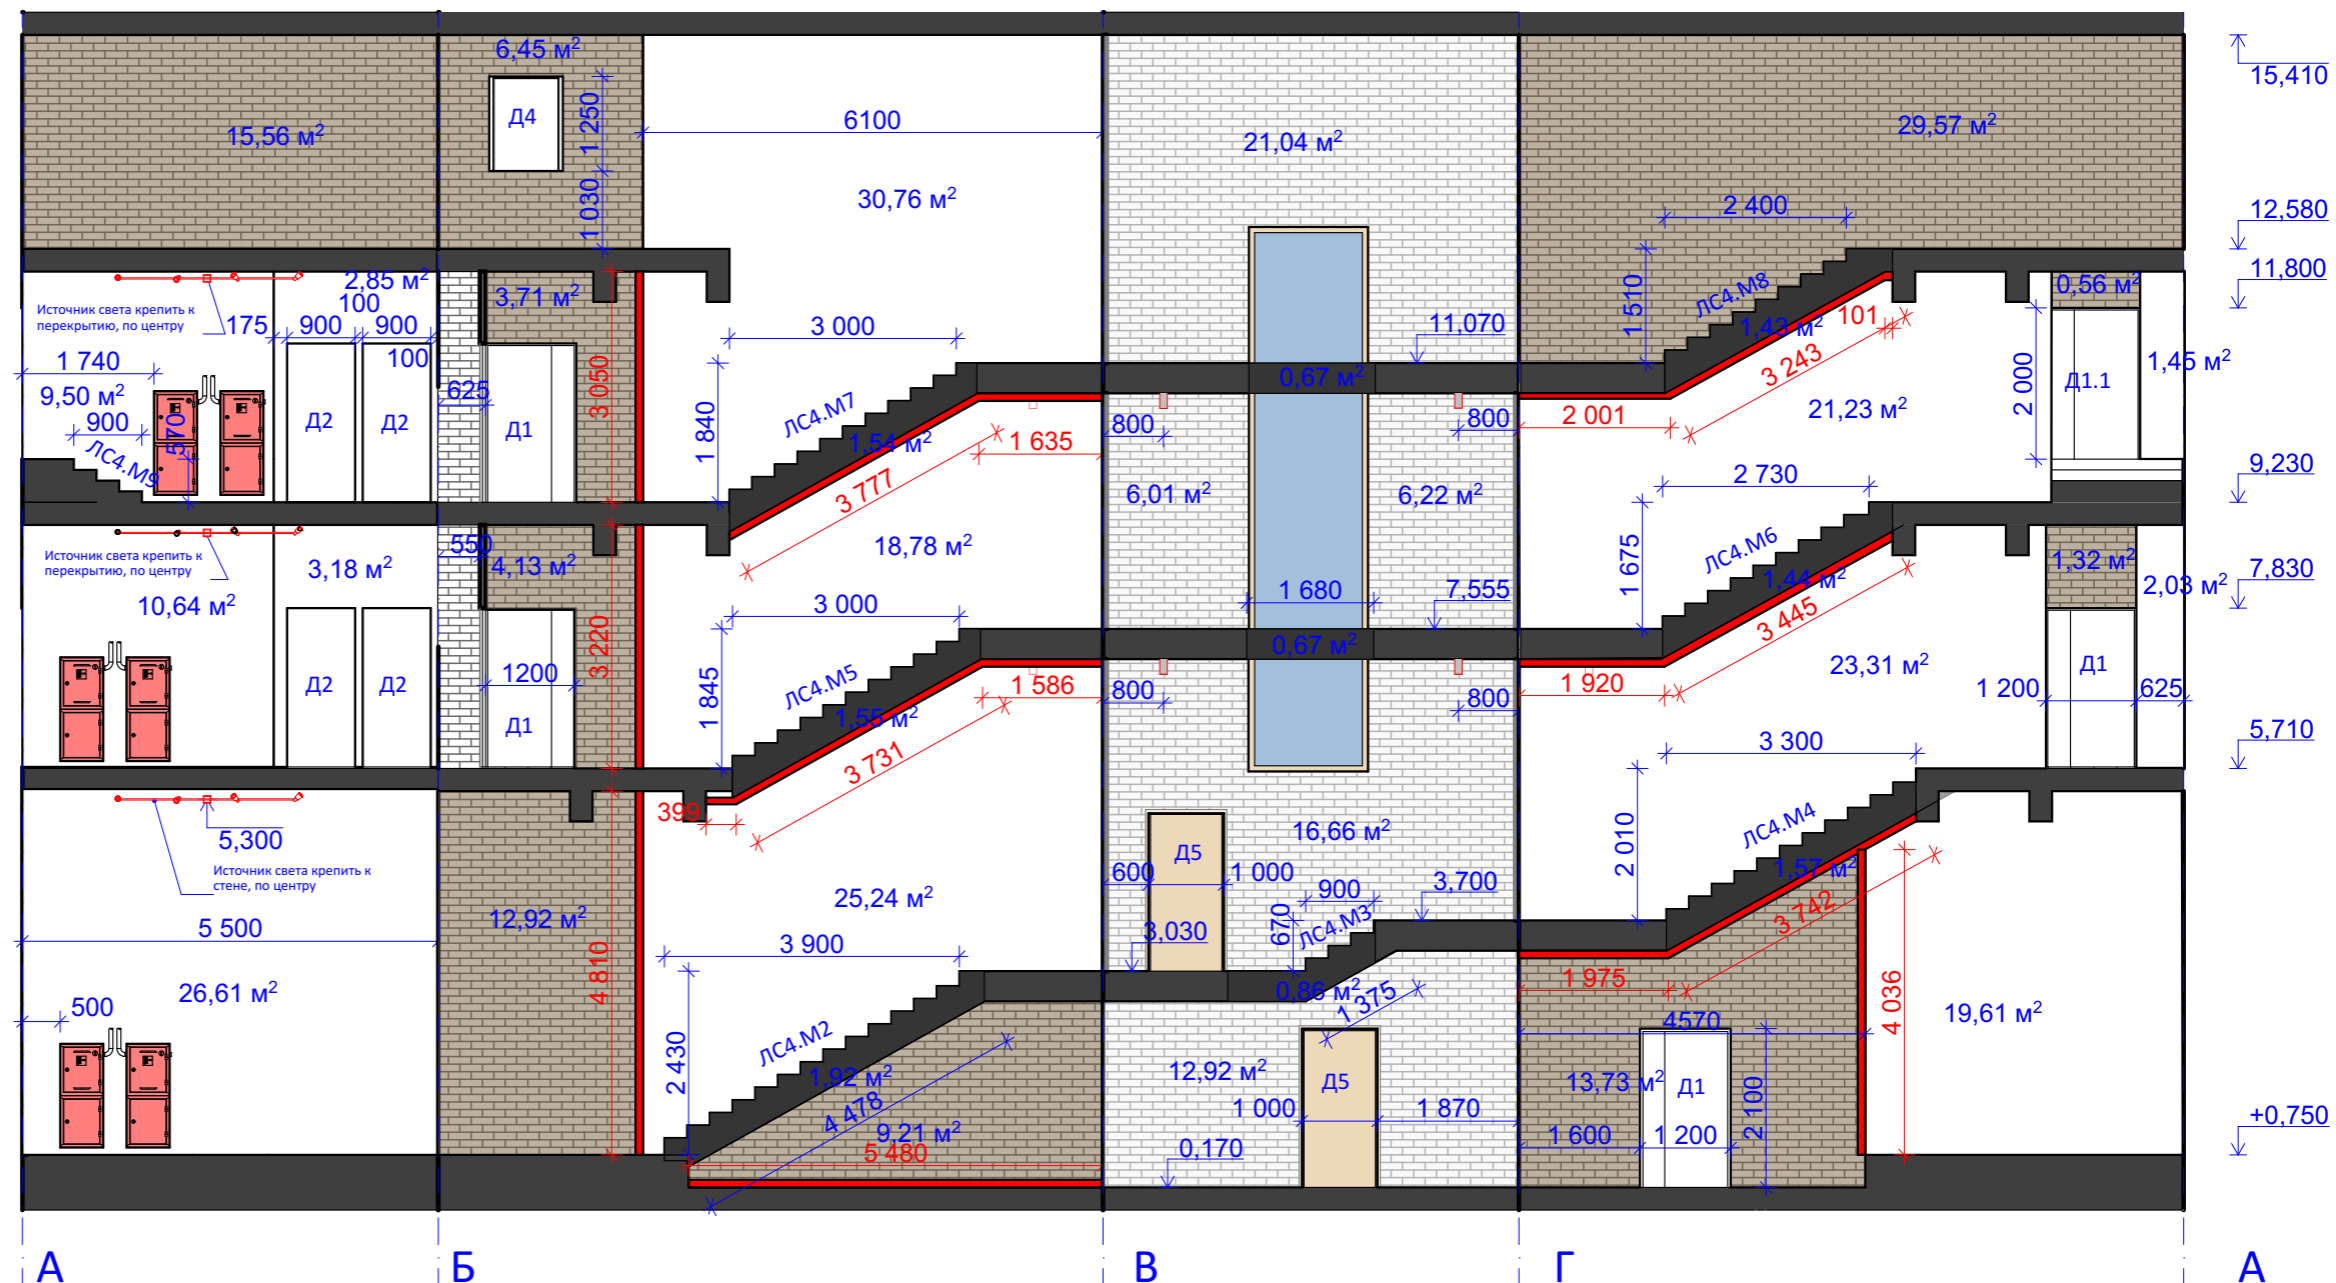 6,45 м²
15,410
Д4
1 250
6100
15,56 м²
21,04 м²
29,57 м²
1 030
30,76 м²
2 400
12,580
2,85 м²
11,800
Источник света крепить к
перекрытию, по центру
175
100
900
900
100
3,71 м²
3 000
11,070
1 510
ЛС4.М8
1,43 м²
101
0,56 м²
1 740
9,50 м²
900
570
ЛС4.М9
Д2
Д2
625
Д1
3 050
1 840
ЛС4.М7
1,54 м²
3 777
1 635
0,67 м²
800
800
2 001
3 243
21,23 м²
2 000
Д1.1
1,45 м²
6,01 м²
6,22 м²
2 730
9,230
Источник света крепить к
перекрытию, по центру
550
4,13 м²
18,78 м²
3,18 м²
10,64 м²
3 000
1 680
7,555
1 675
ЛС4.М6
1,44 м²
3 445
1,32 м²
2,03 м²
7,830
Д2
Д2
1200
Д1
3 220
1 845
ЛС4.М5
1,55 м²
3 731
1 586
0,67 м²
800
800
1 920
23,31 м²
1 200
Д1
625
3 300
5,710
399
5,300
Источник света крепить к
стене, по центру
16,66 м²
Д5
600
1 000
900
3,700
2 010
ЛС4.М4
1,57 м²
3 742
5 500
12,92 м²
25,24 м²
3 900
3,030
670
ЛС4.М3
0,86 м²
1 375
1 975
4 810
26,61 м²
500
2 430
ЛС4.М2
1,92 м²
4 478
9,21 м²
5 480
12,92 м²
Д5
1 000
1 870
0,170
4570
13,73 м²
Д1
1 600
1 200
2 100
4 036
19,61 м²
+0,750
А
Б
В
Г
А